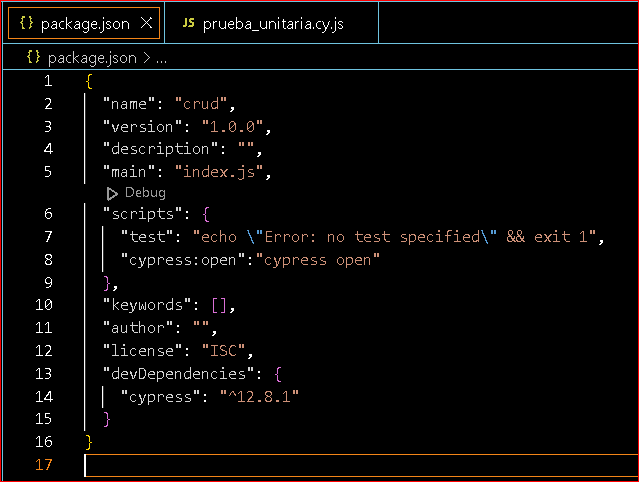 {} package.json × JS prueba_unitaria.cy.js
{} package.json > ...
1 {
2 "name": "crud",
3 "version": "1.0.0",
4 "description": "",
5 "main": "index.js",
Debug
6 "scripts": {
7 "test": "echo \"Error: no test specified\" && exit 1",
8 "cypress:open":"cypress open"
9 },
10 "keywords": [],
11 "author": "",
12 "license": "ISC",
13 "devDependencies": {
14 "cypress": "^12.8.1"
15 }
16 }
17